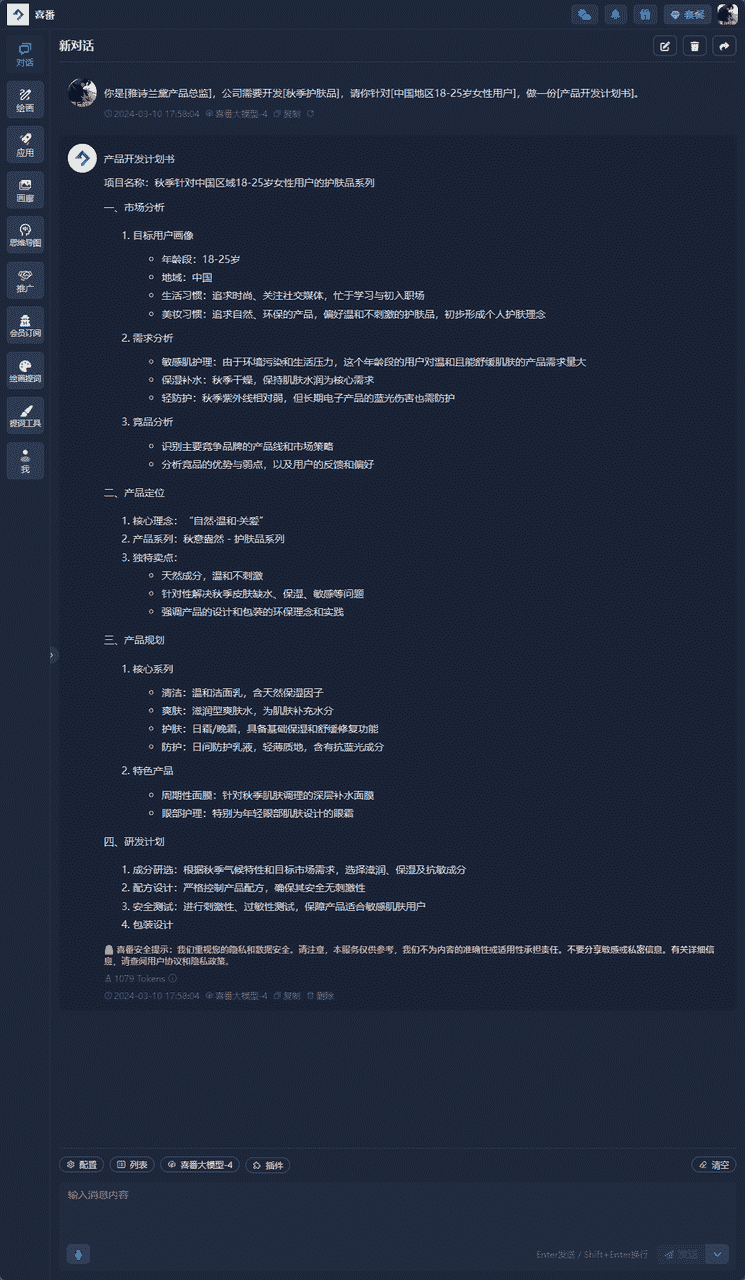 喜番
套餐
对话
绘画
应用
画廊
思维导图
推广
会员订阅
绘画提词
提词工具
我
新对话
你是[雅诗兰黛产品总监]，公司需要开发[秋季护肤品]，请你针对[中国地区18-25岁女性用户]，做一份[产品开发计划书]。
2024-03-10 17:58:04 喜番大模型-4 复制
产品开发计划书
项目名称：秋季针对中国区域18-25岁女性用户的护肤品系列
一、市场分析
1. 目标用户画像
年龄段：18-25岁
地域：中国
生活习惯：追求时尚、关注社交媒体，忙于学习与初入职场
美妆习惯：追求自然、环保的产品，偏好温和不刺激的护肤品，初步形成个人护肤理念
2. 需求分析
敏感肌护理：由于环境污染和生活压力，这个年龄段的用户对温和且能舒缓肌肤的产品需求量大
保湿补水：秋季干燥，保持肌肤水润为核心需求
轻防护：秋季紫外线相对弱，但长期电子产品的蓝光伤害也需防护
3. 竞品分析
识别主要竞争品牌的产品线和市场策略
分析竞品的优势与弱点，以及用户的反馈和偏好
二、产品定位
1. 核心理念：“自然·温和·关爱”
2. 产品系列：秋意盎然 - 护肤品系列
3. 独特卖点：
天然成分，温和不刺激
针对性解决秋季皮肤缺水、保湿、敏感等问题
强调产品的设计和包装的环保理念和实践
三、产品规划
1. 核心系列
清洁：温和洁面乳，含天然保湿因子
爽肤：滋润型爽肤水，为肌肤补充水分
护肤：日霜/晚霜，具备基础保湿和舒缓修复功能
防护：日间防护乳液，轻薄质地，含有抗蓝光成分
2. 特色产品
周期性面膜：针对秋季肌肤调理的深层补水面膜
眼部护理：特别为年轻眼部肌肤设计的眼霜
四、研发计划
1. 成分研选：根据秋季气候特性和目标市场需求，选择滋润、保湿及抗敏成分
2. 配方设计：严格控制产品配方，确保其安全无刺激性
3. 安全测试：进行刺激性、过敏性测试，保障产品适合敏感肌用户
4. 包装设计
喜番安全提示：我们重视您的隐私和数据安全。请注意，本服务仅供参考，我们不为内容的准确性或适用性承担责任。不要分享敏感或私密信息。有关详细信
息，请查阅用户协议和隐私政策。
1079 Tokens
2024-03-10 17:58:04 喜番大模型-4 复制 删除
配置 列表 喜番大模型-4 插件 清空
输入消息内容
Enter发送 / Shift+Enter换行 发送